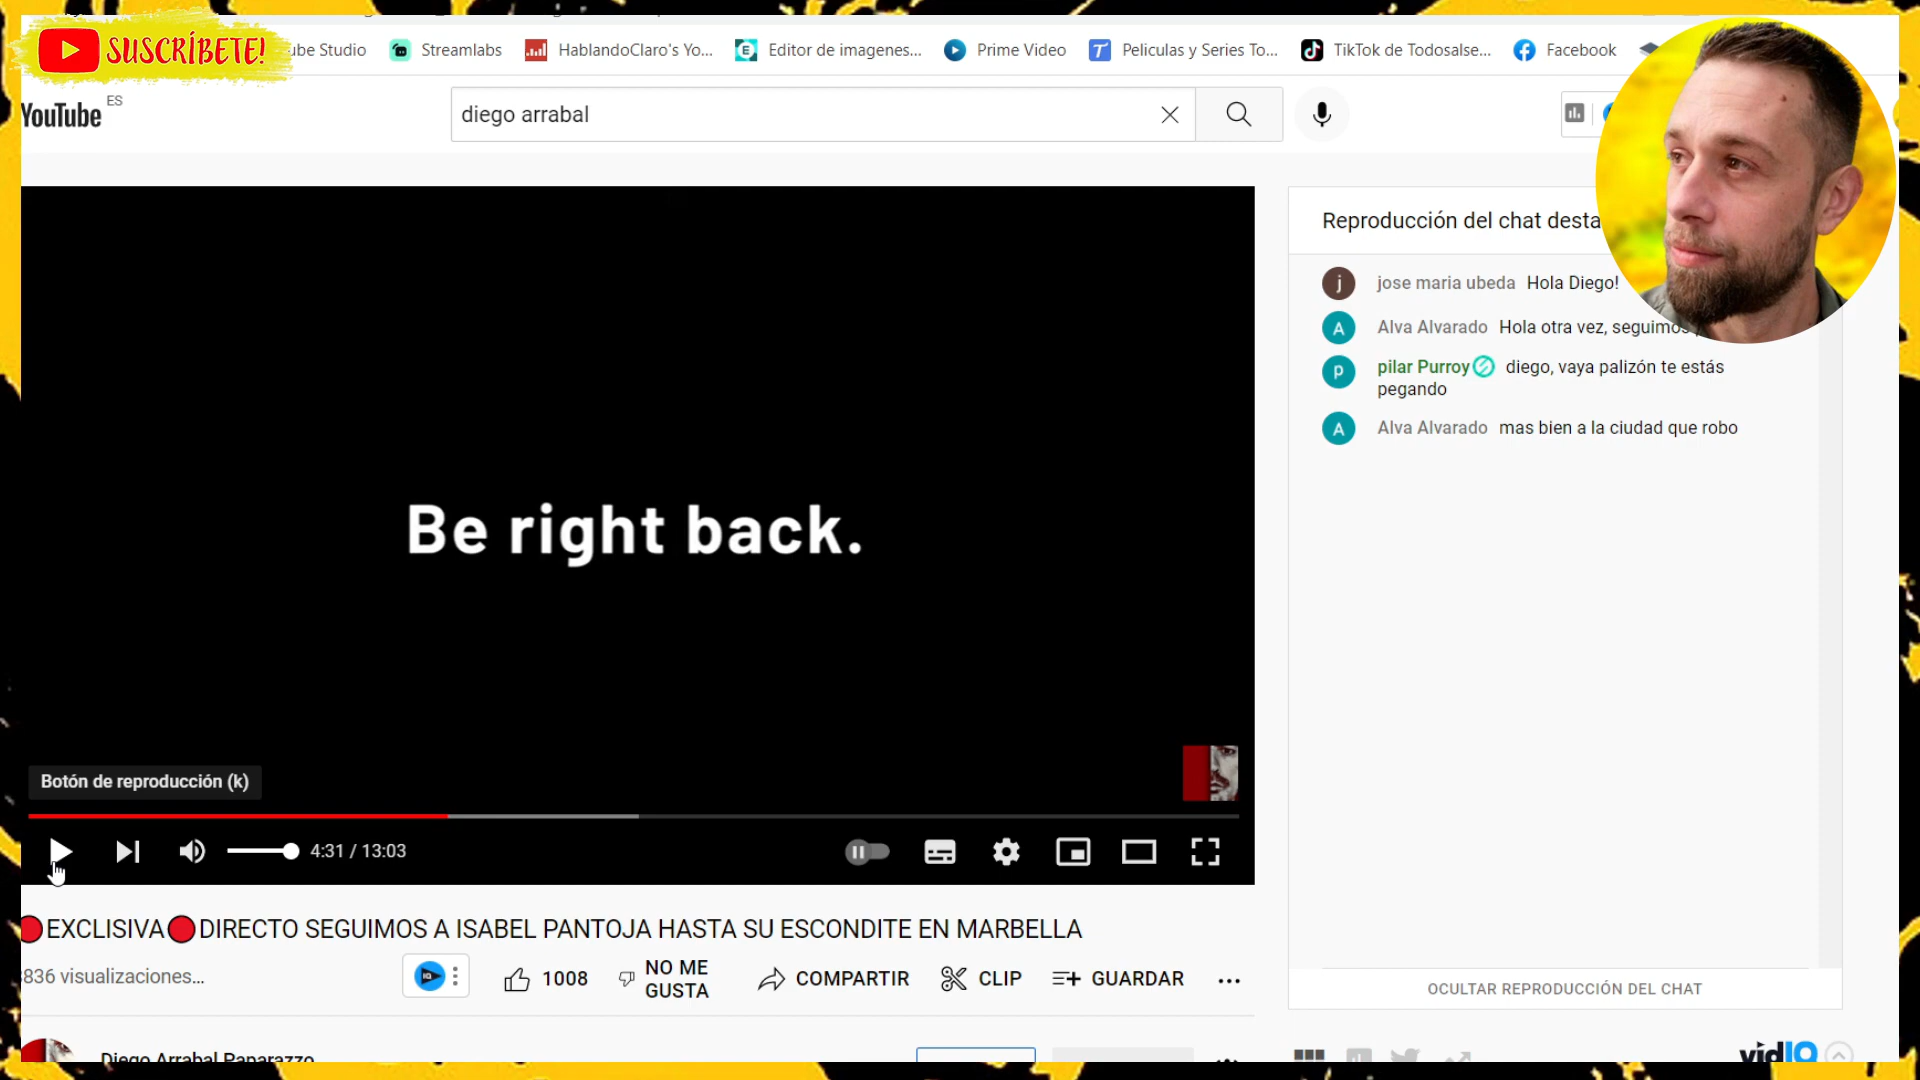 SUSCRÍBETE!
ube Studio
Streamlabs
HablandoClaro's Yo...
Editor de imagenes...
Prime Video
Peliculas y Series To...
TikTok de Todosalse...
Facebook
YouTube ES
diego arrabal
Reproducción del chat desta
jose maria ubeda Hola Diego!
Alva Alvarado Hola otra vez, seguimos
pilar Purroy diego, vaya palizón te estás
pegando
Alva Alvarado mas bien a la ciudad que robo
Be right back.
Botón de reproducción (k)
4:31 / 13:03
EXCLISIVA DIRECTO SEGUIMOS A ISABEL PANTOJA HASTA SU ESCONDITE EN MARBELLA
836 visualizaciones...
1008
NO ME
GUSTA
COMPARTIR
CLIP
GUARDAR
OCULTAR REPRODUCCIÓN DEL CHAT
Diego Arrabal Paparazzo
vidIQ